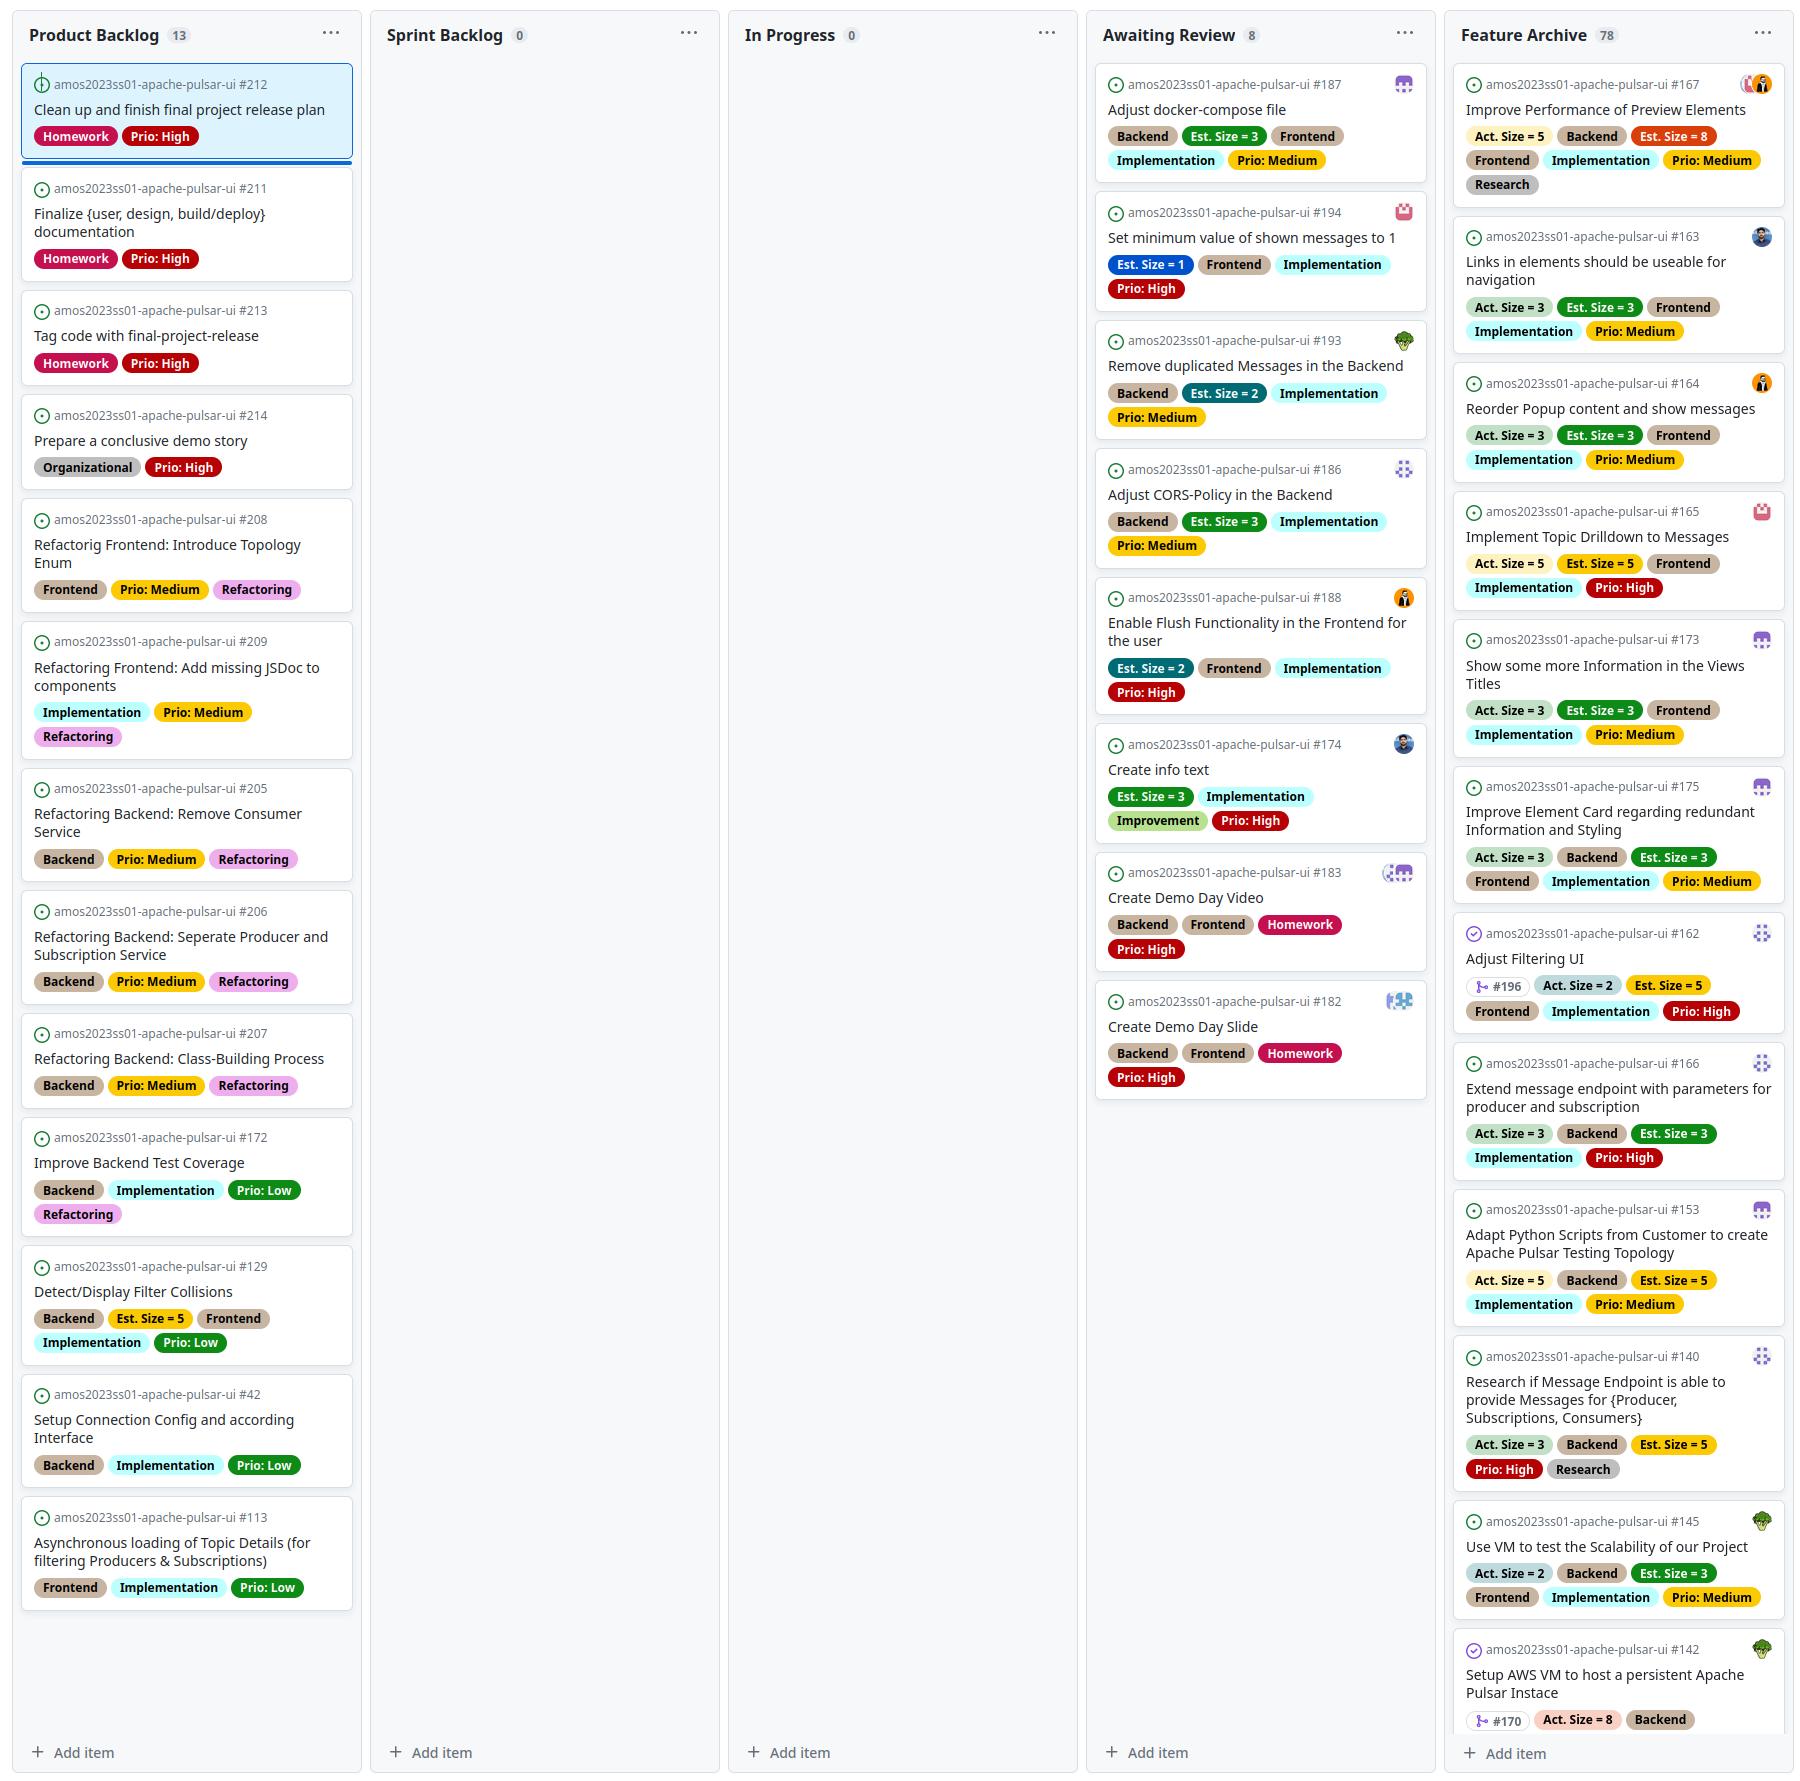 Product Backlog 13
amos2023ss01-apache-pulsar-ui #212
Clean up and finish final project release plan
Homework Prio: High
amos2023ss01-apache-pulsar-ui #211
Finalize {user, design, build/deploy}
documentation
Homework Prio: High
amos2023ss01-apache-pulsar-ui #213
Tag code with final-project-release
Homework Prio: High
amos2023ss01-apache-pulsar-ui #214
Prepare a conclusive demo story
Organizational Prio: High
amos2023ss01-apache-pulsar-ui #208
Refactorig Frontend: Introduce Topology
Enum
Frontend Prio: Medium Refactoring
amos2023ss01-apache-pulsar-ui #209
Refactoring Frontend: Add missing JSDoc to
components
Implementation Prio: Medium
Refactoring
amos2023ss01-apache-pulsar-ui #205
Refactoring Backend: Remove Consumer
Service
Backend Prio: Medium Refactoring
amos2023ss01-apache-pulsar-ui #206
Refactoring Backend: Seperate Producer and
Subscription Service
Backend Prio: Medium Refactoring
amos2023ss01-apache-pulsar-ui #207
Refactoring Backend: Class-Building Process
Backend Prio: Medium Refactoring
amos2023ss01-apache-pulsar-ui #172
Improve Backend Test Coverage
Backend Implementation Prio: Low
Refactoring
amos2023ss01-apache-pulsar-ui #129
Detect/Display Filter Collisions
Backend Est. Size = 5 Frontend
Implementation Prio: Low
amos2023ss01-apache-pulsar-ui #42
Setup Connection Config and according
Interface
Backend Implementation Prio: Low
amos2023ss01-apache-pulsar-ui #113
Asynchronous loading of Topic Details (for
filtering Producers & Subscriptions)
Frontend Implementation Prio: Low
+ Add item
Sprint Backlog 0
+ Add item
In Progress 0
+ Add item
Awaiting Review 8
amos2023ss01-apache-pulsar-ui #187
Adjust docker-compose file
Backend Est. Size = 3 Frontend
Implementation Prio: Medium
amos2023ss01-apache-pulsar-ui #194
Set minimum value of shown messages to 1
Est. Size = 1 Frontend Implementation
Prio: High
amos2023ss01-apache-pulsar-ui #193
Remove duplicated Messages in the Backend
Backend Est. Size = 2 Implementation
Prio: Medium
amos2023ss01-apache-pulsar-ui #186
Adjust CORS-Policy in the Backend
Backend Est. Size = 3 Implementation
Prio: Medium
amos2023ss01-apache-pulsar-ui #188
Enable Flush Functionality in the Frontend for
the user
Est. Size = 2 Frontend Implementation
Prio: High
amos2023ss01-apache-pulsar-ui #174
Create info text
Est. Size = 3 Implementation
Improvement Prio: High
amos2023ss01-apache-pulsar-ui #183
Create Demo Day Video
Backend Frontend Homework
Prio: High
amos2023ss01-apache-pulsar-ui #182
Create Demo Day Slide
Backend Frontend Homework
Prio: High
+ Add item
Feature Archive 78
amos2023ss01-apache-pulsar-ui #167
Improve Performance of Preview Elements
Act. Size = 5 Backend Est. Size = 8
Frontend Implementation Prio: Medium
Research
amos2023ss01-apache-pulsar-ui #163
Links in elements should be useable for
navigation
Act. Size = 3 Est. Size = 3 Frontend
Implementation Prio: Medium
amos2023ss01-apache-pulsar-ui #164
Reorder Popup content and show messages
Act. Size = 3 Est. Size = 3 Frontend
Implementation Prio: Medium
amos2023ss01-apache-pulsar-ui #165
Implement Topic Drilldown to Messages
Act. Size = 5 Est. Size = 5 Frontend
Implementation Prio: High
amos2023ss01-apache-pulsar-ui #173
Show some more Information in the Views
Titles
Act. Size = 3 Est. Size = 3 Frontend
Implementation Prio: Medium
amos2023ss01-apache-pulsar-ui #175
Improve Element Card regarding redundant
Information and Styling
Act. Size = 3 Backend Est. Size = 3
Frontend Implementation Prio: Medium
amos2023ss01-apache-pulsar-ui #162
Adjust Filtering UI
#196 Act. Size = 2 Est. Size = 5
Frontend Implementation Prio: High
amos2023ss01-apache-pulsar-ui #166
Extend message endpoint with parameters for
producer and subscription
Act. Size = 3 Backend Est. Size = 3
Implementation Prio: High
amos2023ss01-apache-pulsar-ui #153
Adapt Python Scripts from Customer to create
Apache Pulsar Testing Topology
Act. Size = 5 Backend Est. Size = 5
Implementation Prio: Medium
amos2023ss01-apache-pulsar-ui #140
Research if Message Endpoint is able to
provide Messages for {Producer,
Subscriptions, Consumers}
Act. Size = 3 Backend Est. Size = 5
Prio: High Research
amos2023ss01-apache-pulsar-ui #145
Use VM to test the Scalability of our Project
Act. Size = 2 Backend Est. Size = 3
Frontend Implementation Prio: Medium
amos2023ss01-apache-pulsar-ui #142
Setup AWS VM to host a persistent Apache
Pulsar Instace
#170 Act. Size = 8 Backend
+ Add item